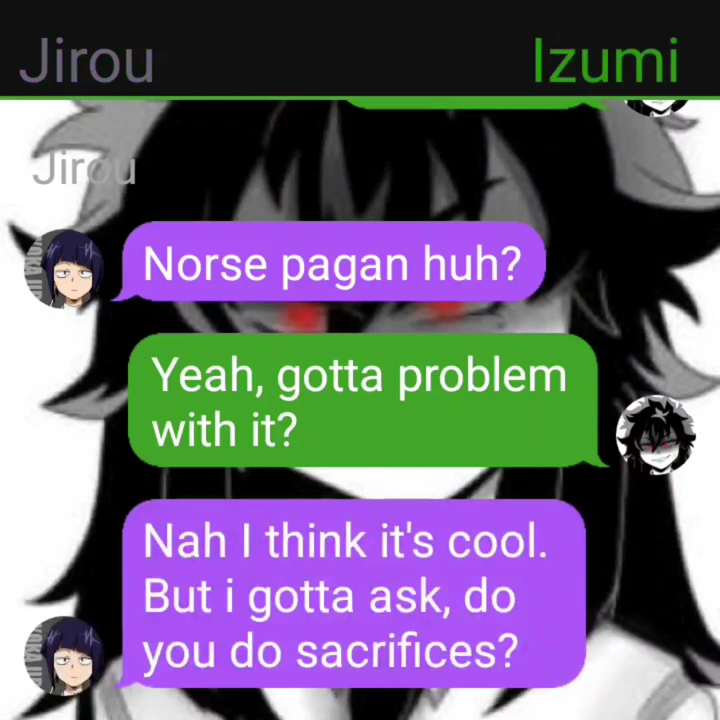 Jirou
Izumi
Jirou
Norse pagan huh?
Yeah, gotta problem
with it?
Nah I think it's cool.
But i gotta ask, do
you do sacrifices?